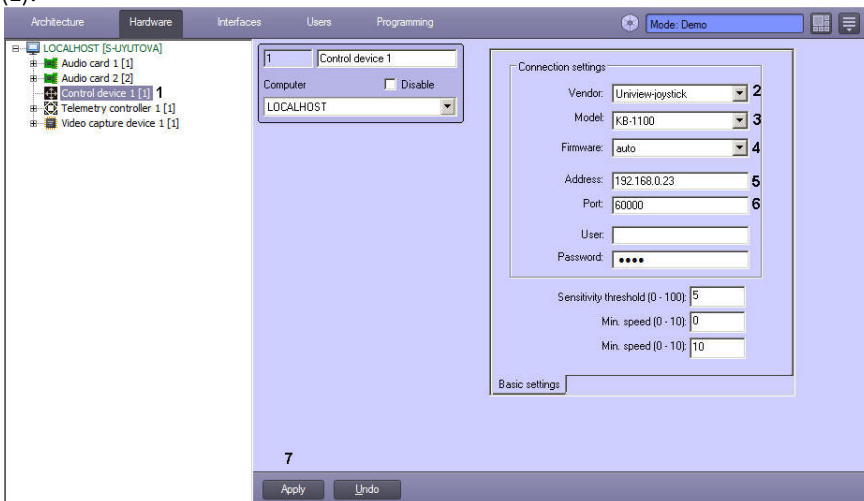 (2).
Architecture Hardware Interfaces Users Programming Mode: Demo
LOCALHOST [S-UYUTOVA]
Audio card 1 [1]
Audio card 2 [2]
Control device 1 [1] 1
Telemetry controller 1 [1]
Video capture device 1 [1]
1 Control device 1
Computer Disable
LOCALHOST
Connection settings
Vendor: Uniview-joystick 2
Model: KB-1100 3
Firmware: auto 4
Address: 192.168.0.23 5
Port: 60000 6
User:
Password: ••••
Sensitivity threshold (0 - 100): 5
Min. speed (0 - 10): 0
Min. speed (0 - 10): 10
Basic settings
7
Apply Undo